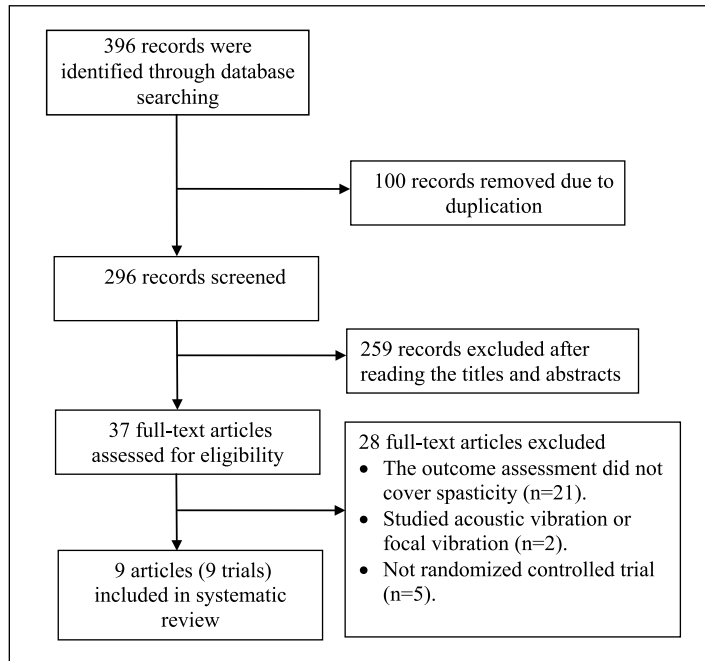 396 records were
identified through database
searching
100 records removed due to
duplication
296 records screened
259 records excluded after
reading the titles and abstracts
37 full-text articles
assessed for eligibility
28 full-text articles excluded
• The outcome assessment did not
cover spasticity (n=21).
• Studied acoustic vibration or
focal vibration (n=2).
• Not randomized controlled trial
(n=5).
9 articles (9 trials)
included in systematic
review